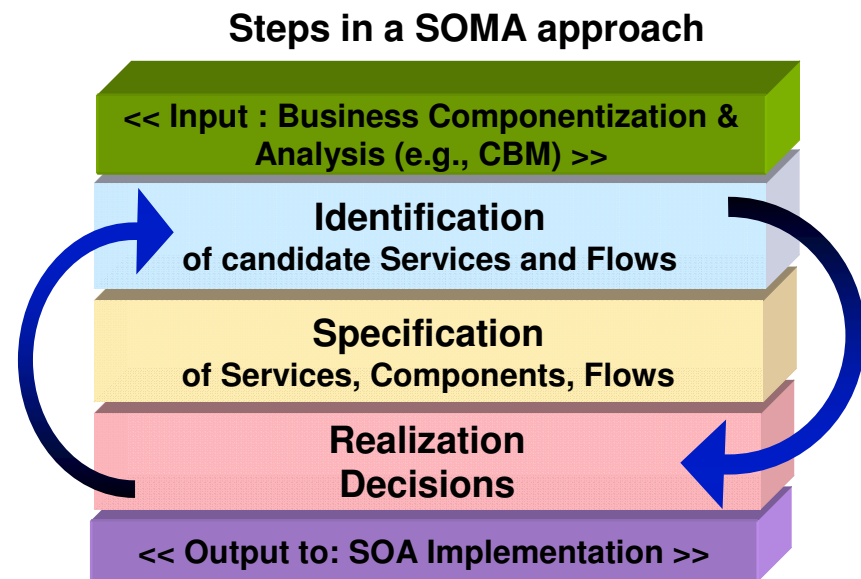 Steps in a SOMA approach
<< Input : Business Componentization &
Analysis (e.g., CBM) >>
Identification
of candidate Services and Flows
Specification
of Services, Components, Flows
Realization
Decisions
<< Output to: SOA Implementation >>